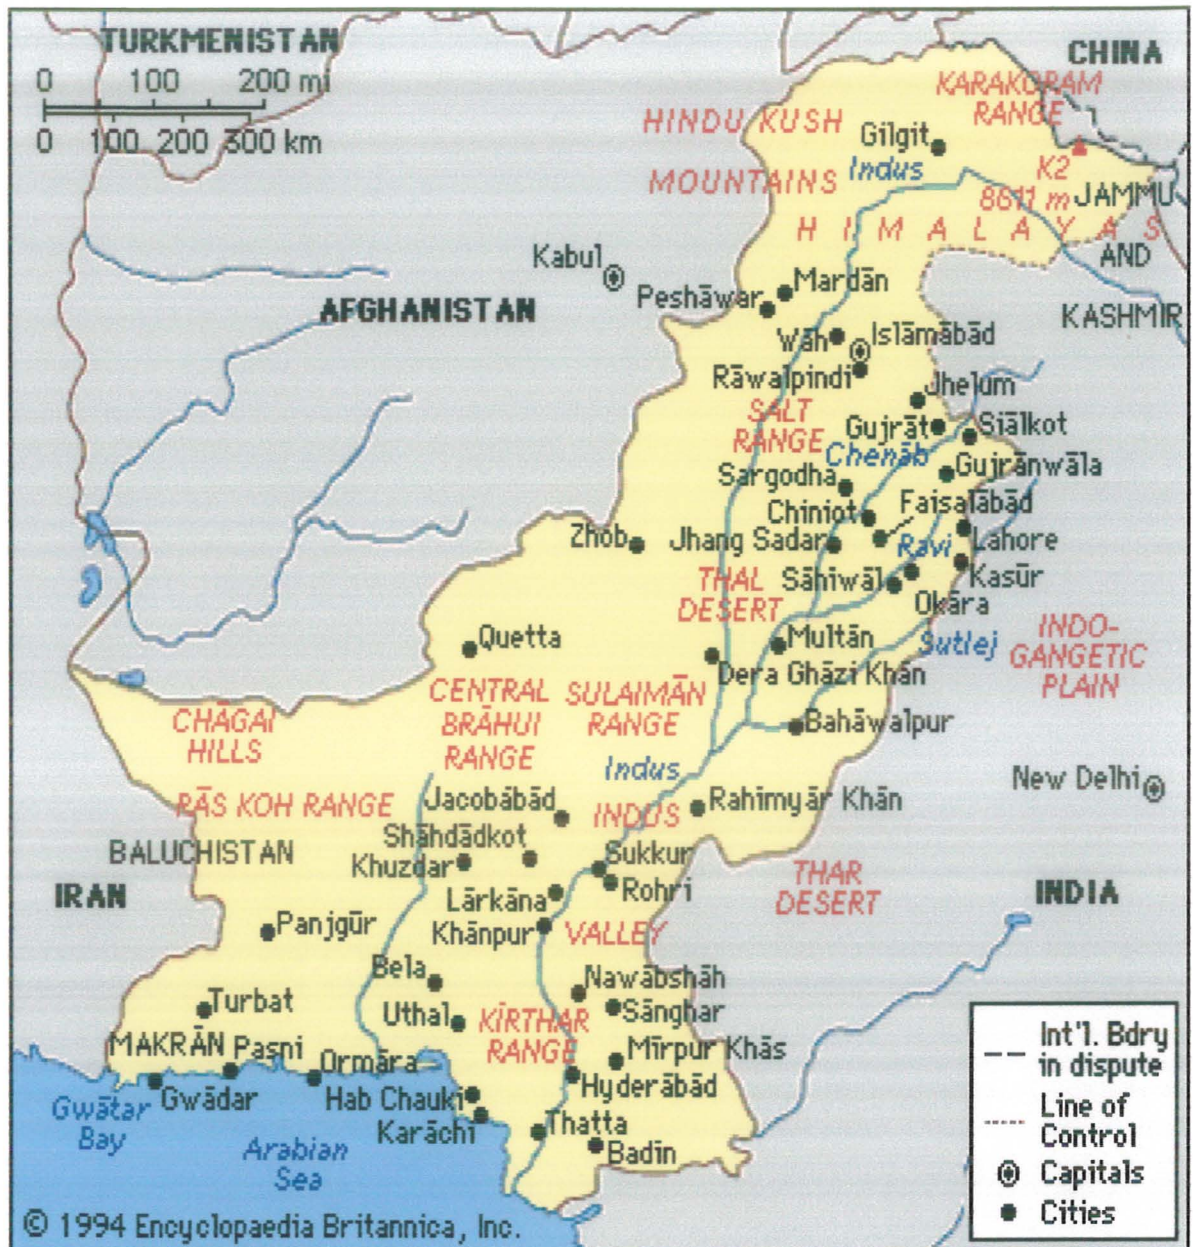 TURKMENISTAN
CHINA
0 100 200 mi
0 100 200 300 km
KARAKORAM
RANGE
HINDU KUSH
MOUNTAINS
Gilgit
Indus
K2
8611 m
JAMMU
AND
KASHMIR
HIMALAYAS
Kabul
AFGHANISTAN
Mardān
Peshāwar
Wāh
Islāmābād
Rāwalpindi
Jhelum
SALT
RANGE
Gujrāt
Siālkot
Chenāb
Gujrānwāla
Sargodha
Chiniot
Faisalābād
Zhob
Jhang Sadar
Ravi
Lahore
THAL
DESERT
Sāhiwāl
Kasūr
Okāra
Quetta
Multān
Sutlej
INDO-
GANGETIC
PLAIN
Dera Ghāzi Khān
CHĀGAI
HILLS
CENTRAL
BRĀHUI
RANGE
SULAIMĀN
RANGE
Bahāwalpur
Indus
New Delhi
RĀS KOH RANGE
Jacobábád
INDUS
VALLEY
Rahimyār Khān
Shāhdādkot
BALUCHISTAN
Khuzdar
Sukkur
Rohri
THAR
DESERT
IRAN
INDIA
Lārkāna
Khānpur
Panjgūr
Bela
Nawābshāh
Turbat
Uthal
KĪRTHAR
RANGE
Sānghar
MAKRĀN
Pasni
Ormāra
Mīrpur Khās
Gwādar
Hab Chauki
Hyderābād
Gwātar
Bay
Karāchi
Thatta
Arabian
Sea
Badīn
Int'l. Bdry
in dispute
Line of
Control
Capitals
Cities
© 1994 Encyclopaedia Britannica, Inc.